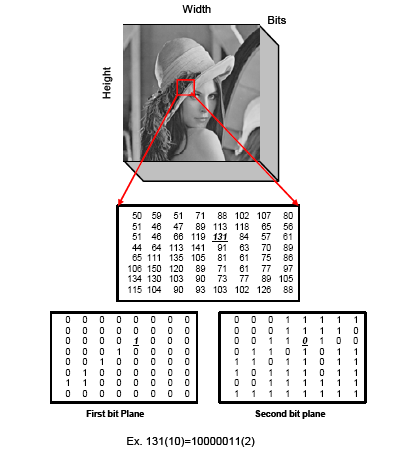 Width
Bits
Height
50 59 51 71 88 102 107 80
51 46 47 89 113 118 65 56
51 46 66 119 131 84 57 61
44 64 113 141 91 63 70 89
65 111 135 105 81 61 75 86
106 150 120 89 71 61 77 97
134 130 103 90 73 77 89 105
115 104 90 93 103 102 126 88
0 0 0 0 0 0 0 0
0 0 0 0 0 0 0 0
0 0 0 0 1 0 0 0
0 0 0 1 0 0 0 0
0 0 1 0 0 0 0 0
0 1 0 0 0 0 0 0
1 1 0 0 0 0 0 0
0 0 0 0 0 0 0 0
First bit Plane
0 0 0 1 1 1 1 1
0 0 0 1 1 1 1 0
0 0 1 1 0 1 0 0
0 1 1 0 1 0 1 1
1 1 0 1 1 0 1 1
1 0 1 1 1 0 1 1
0 0 1 1 1 1 1 1
1 1 1 1 1 1 1 1
Second bit plane
Ex. 131(10)=10000011(2)